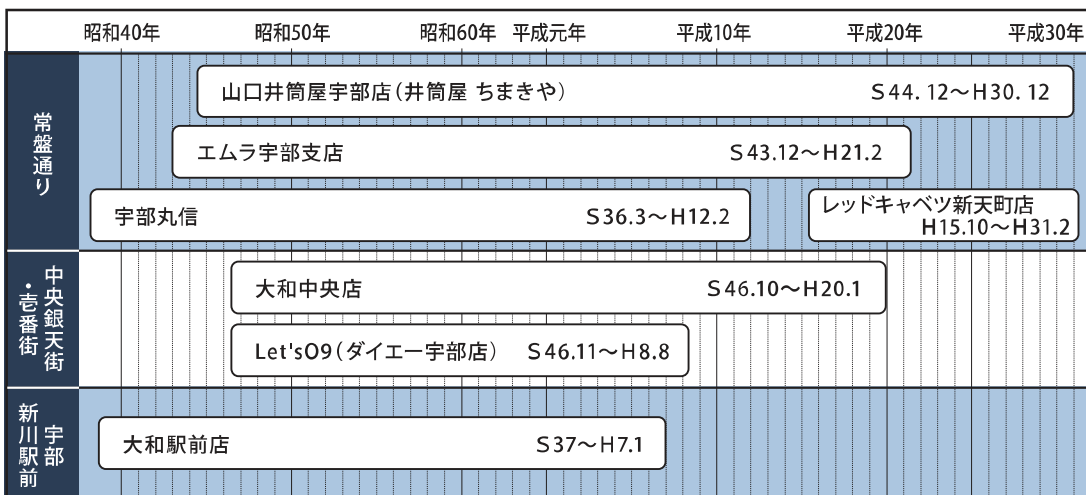 昭和40年 昭和50年 昭和60年 平成元年 平成10年 平成20年 平成30年
常盤通り
山口井筒屋宇部店(井筒屋 ちまきや) S44.12~H30.12
エムラ宇部支店 S43.12~H21.2
宇部丸信 S36.3~H12.2
レッドキャベツ新天町店
H15.10~H31.2
中央銀天街
・壱番街
大和中央店 S46.10~H20.1
Let'sO9(ダイエー宇部店) S46.11~H8.8
宇部
新川駅前
大和駅前店 S37~H7.1